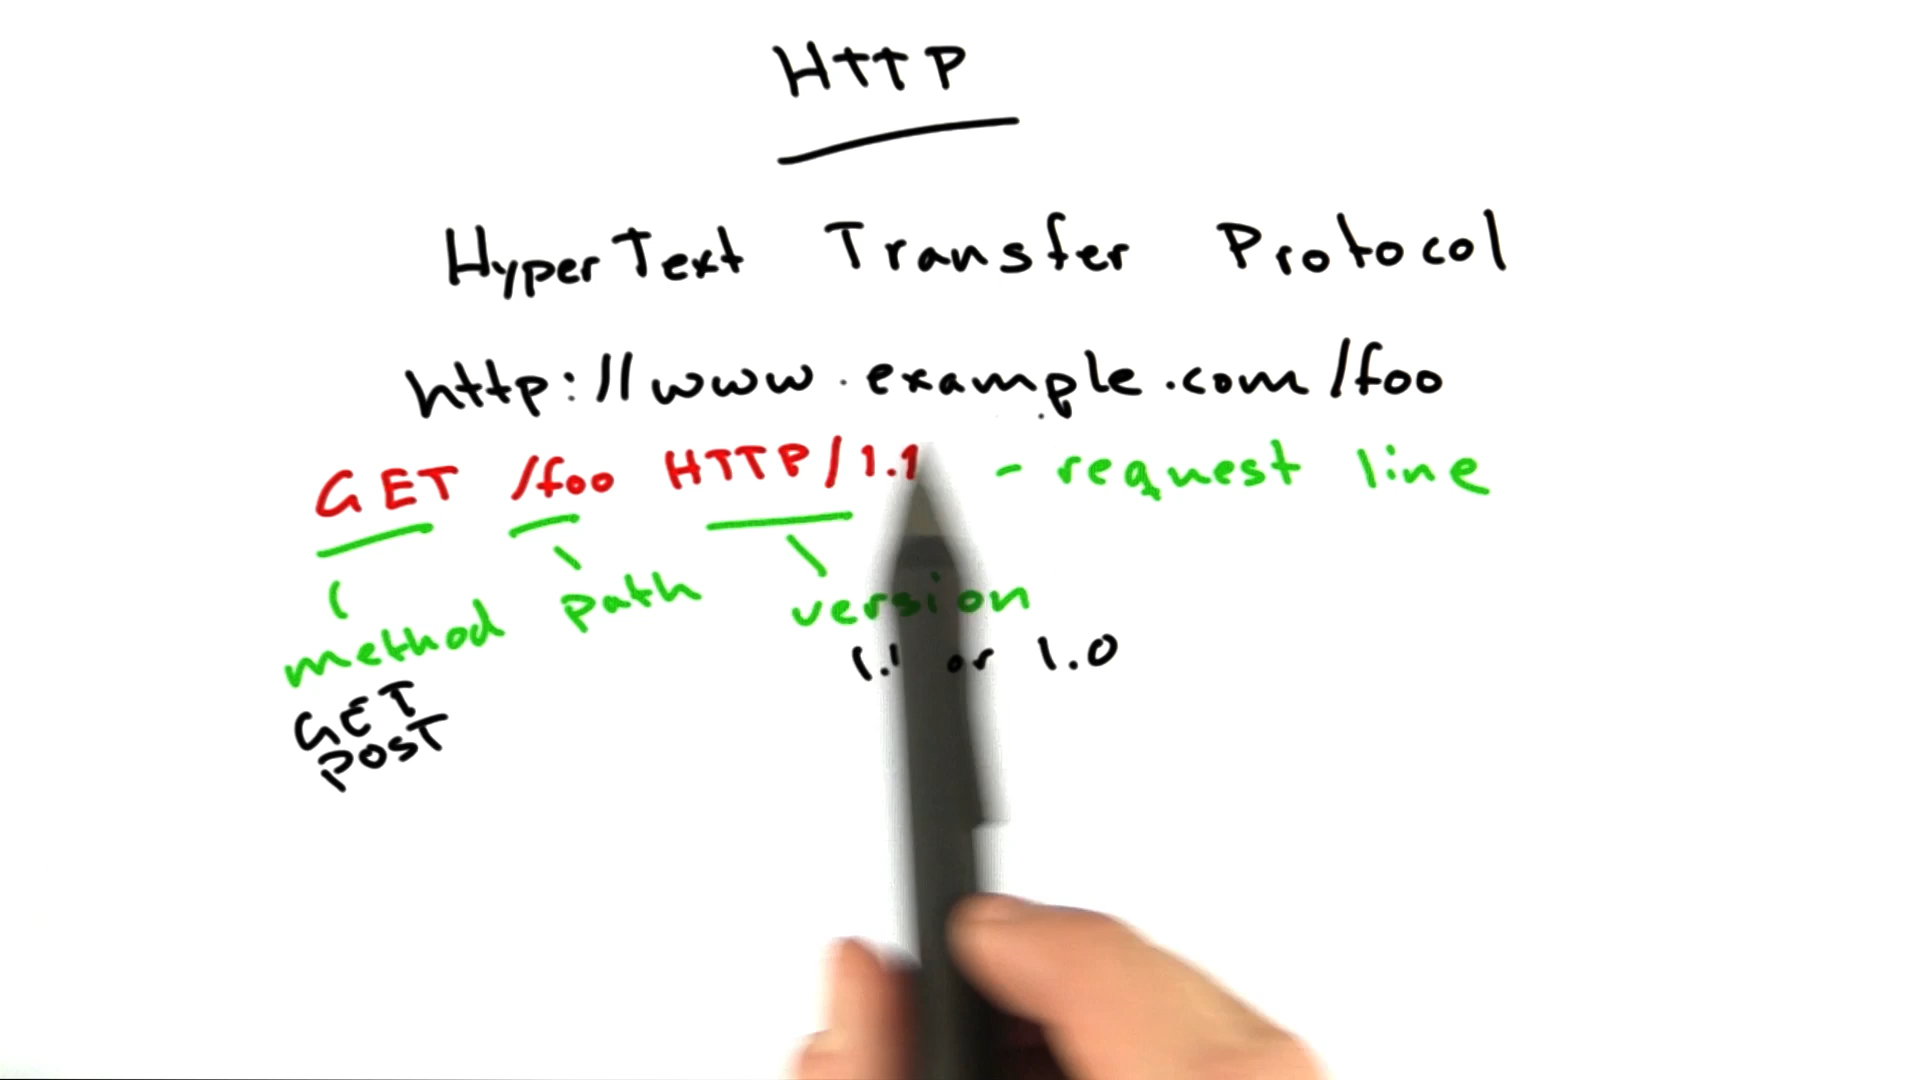 HTTP
HyperText Transfer Protocol
http://www.example.com/foo
GET /foo HTTP/1.1 - request line
method path version
1.1 or 1.0
GET
POST